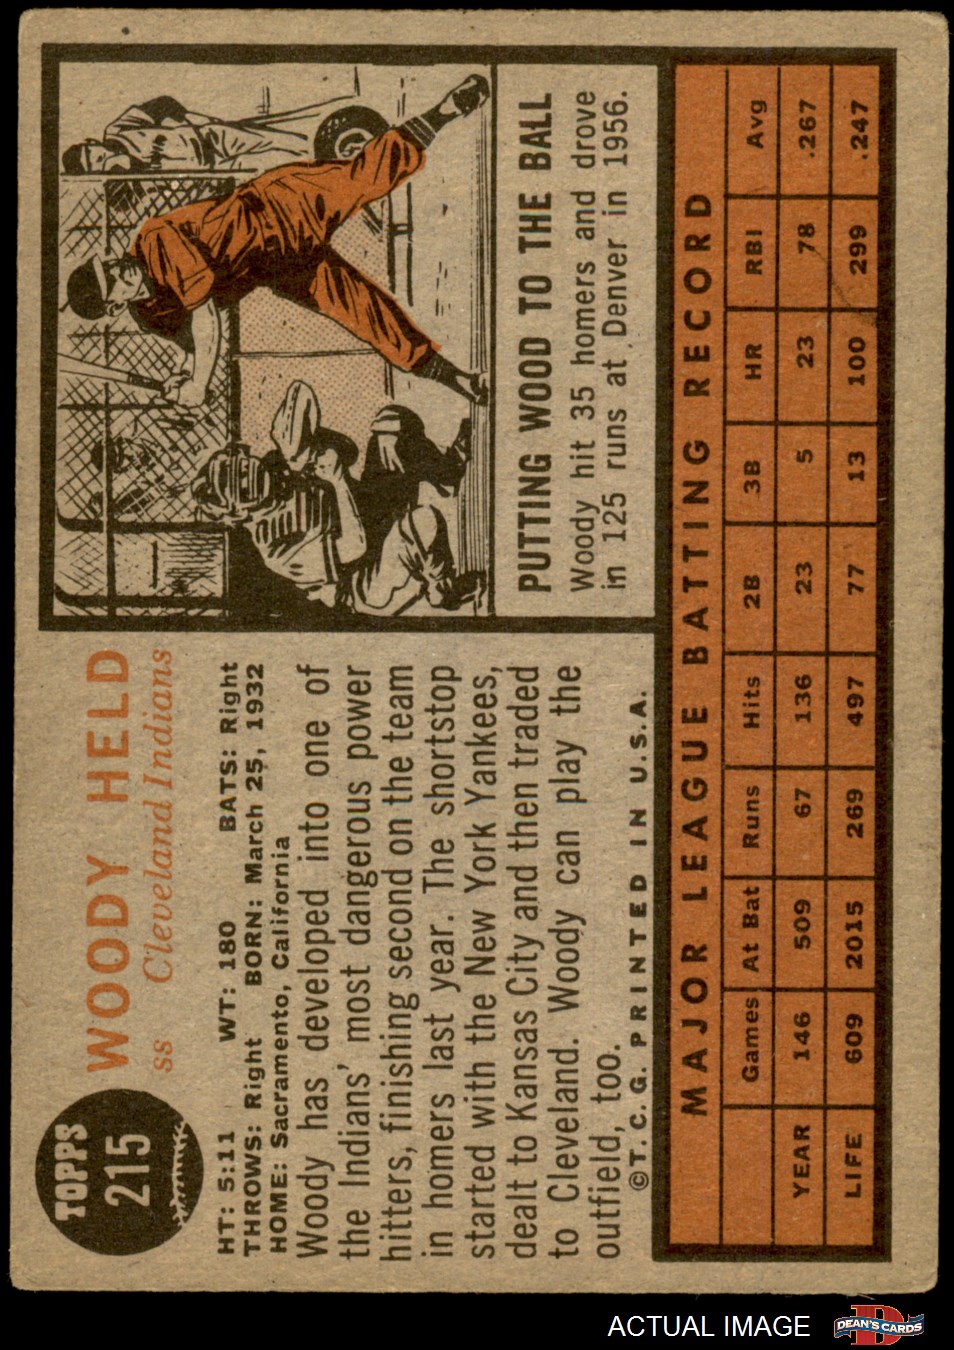 TOPPS
215
WOODY HELD
ss Cleveland Indians
HT: 5:11 WT: 180 BATS: Right
THROWS: Right BORN: March 25, 1932
HOME: Sacramento, California
Woody has developed into one of
the Indians' most dangerous power
hitters, finishing second on the team
in homers last year. The shortstop
started with the New York Yankees,
dealt to Kansas City and then traded
to Cleveland. Woody can play the
outfield, too.
©T. C. G. PRINTED IN U.S.A.
PUTTING WOOD TO THE BALL
Woody hit 35 homers and drove
in 125 runs at Denver in 1956.
MAJOR LEAGUE BATTING RECORD
Games At Bat Runs Hits 2B 3B HR RBI Avg
YEAR 146 509 67 136 23 5 23 78 .267
LIFE 609 2015 269 497 77 13 100 299 .247
ACTUAL IMAGE
D
DEAN'S CARDS